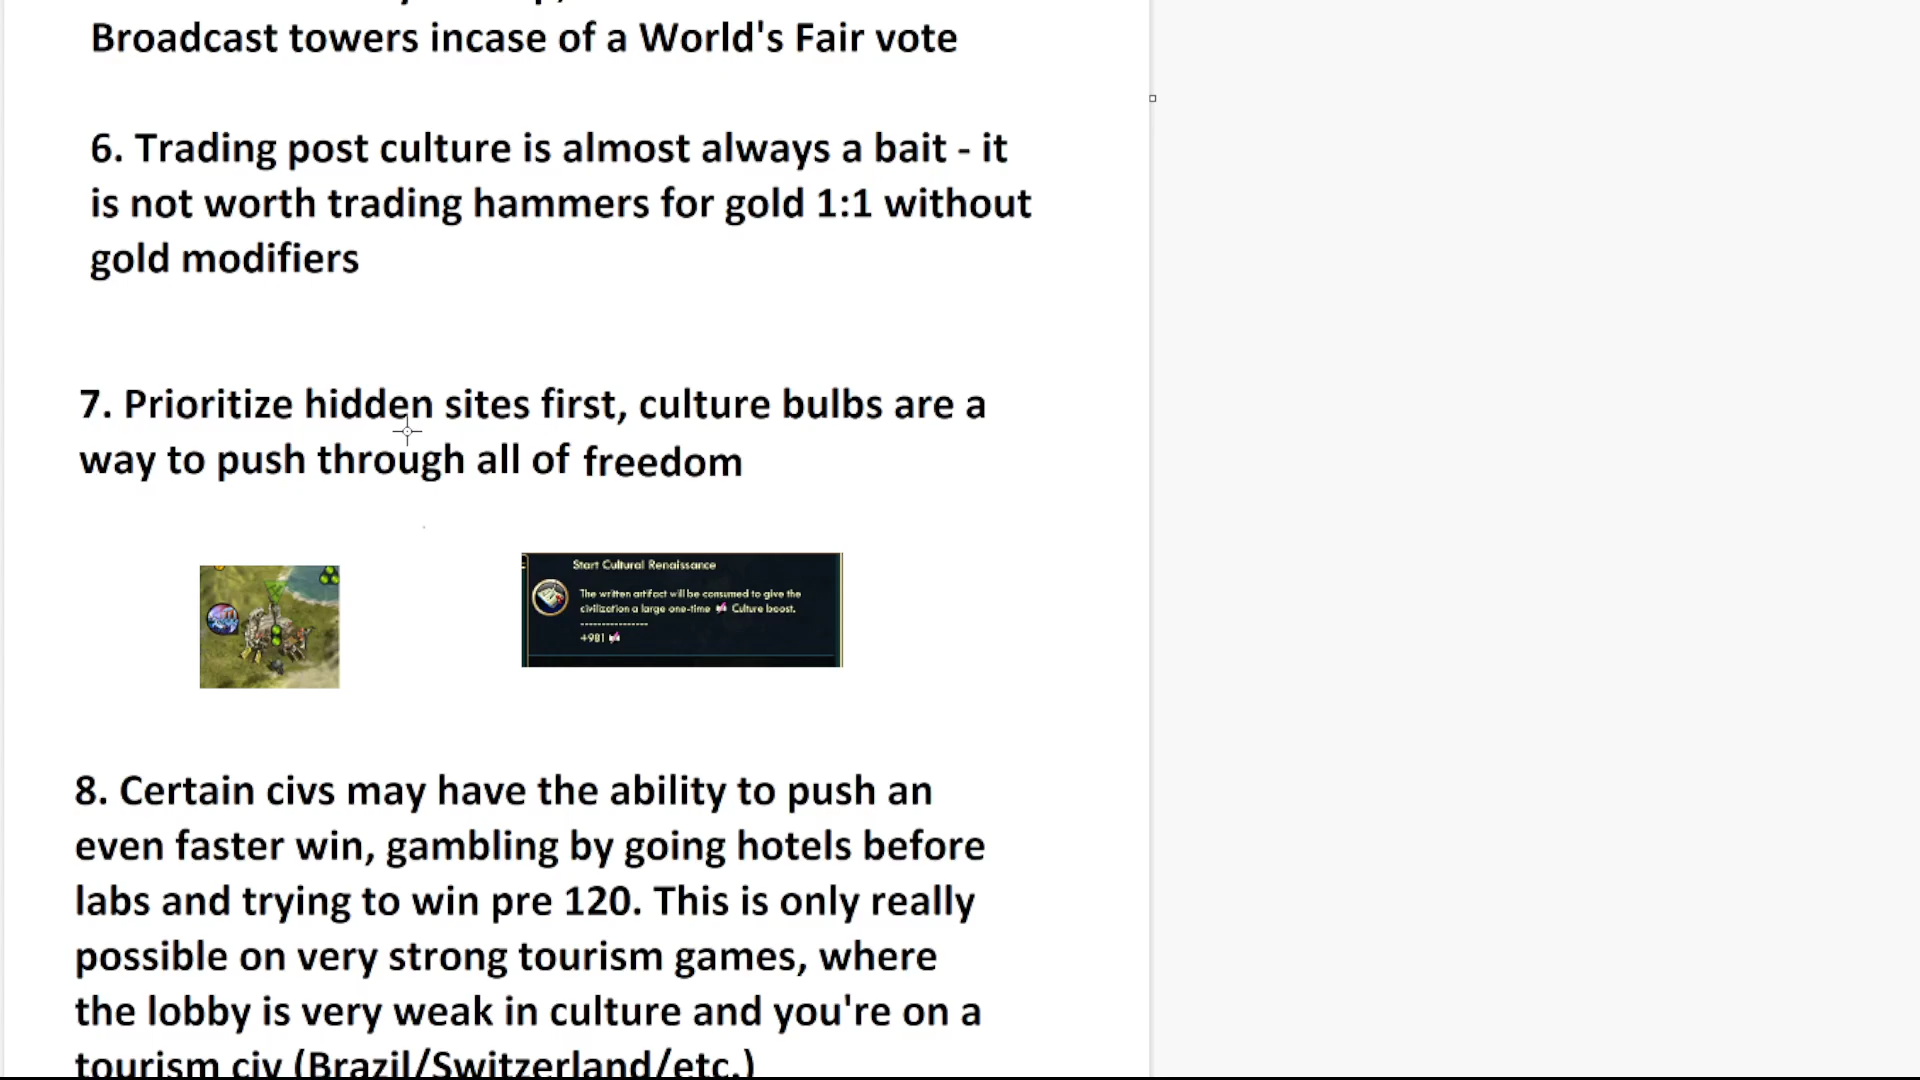 Broadcast towers incase of a World's Fair vote
6. Trading post culture is almost always a bait - it
is not worth trading hammers for gold 1:1 without
gold modifiers
7. Prioritize hidden sites first, culture bulbs are a
way to push through all of freedom
Start Cultural Renaissance
The written artifact will be consumed to give the
civilization a large one-time Culture boost.
----------------
+981
8. Certain civs may have the ability to push an
even faster win, gambling by going hotels before
labs and trying to win pre 120. This is only really
possible on very strong tourism games, where
the lobby is very weak in culture and you're on a
tourism civ (Brazil/Switzerland/etc.)